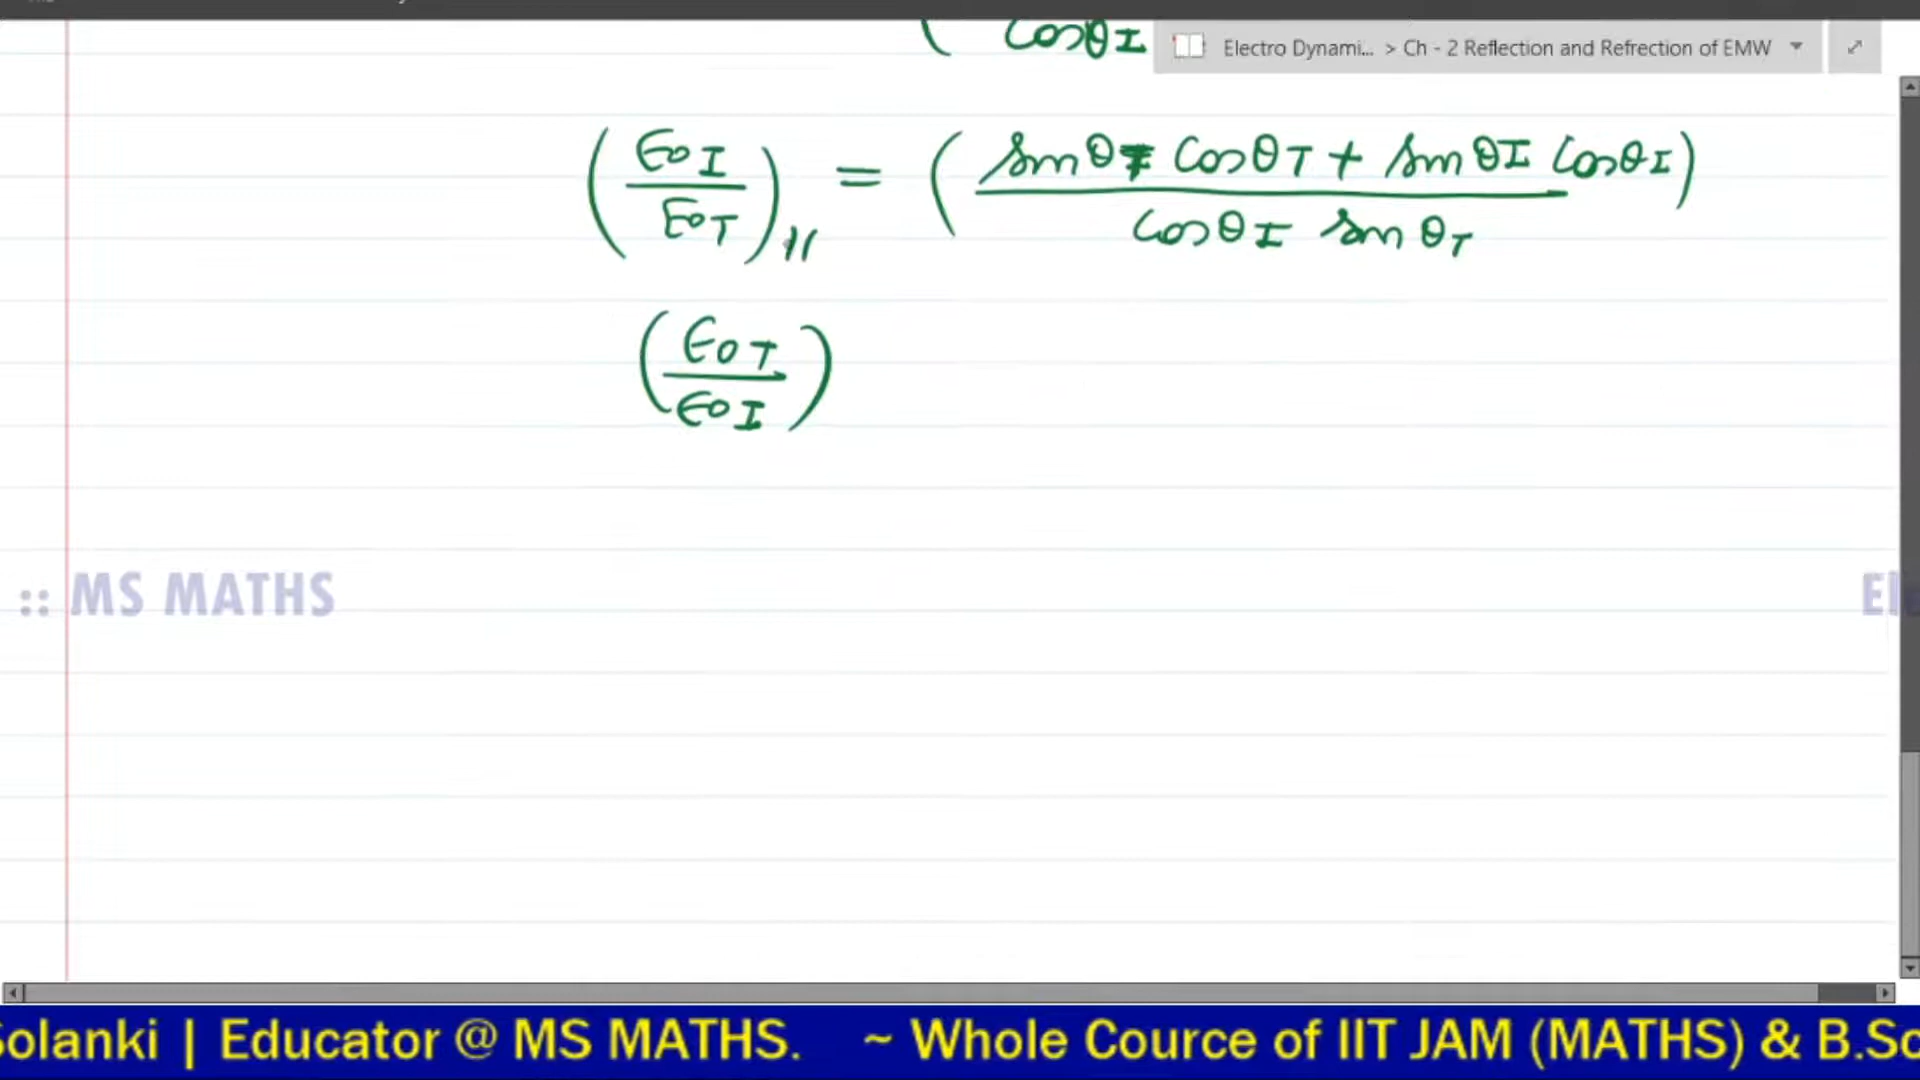 ( Cos θI
Electro Dynami... > Ch - 2 Reflection and Refrection of EMW
(E0I / E0T)∥ = (sin θT Cos θT + sin θI Cos θI) / (Cos θI sin θT)
(E0T / E0I)
:: MS MATHS
El
Solanki | Educator @ MS MATHS. ~ Whole Cource of IIT JAM (MATHS) & B.Sc